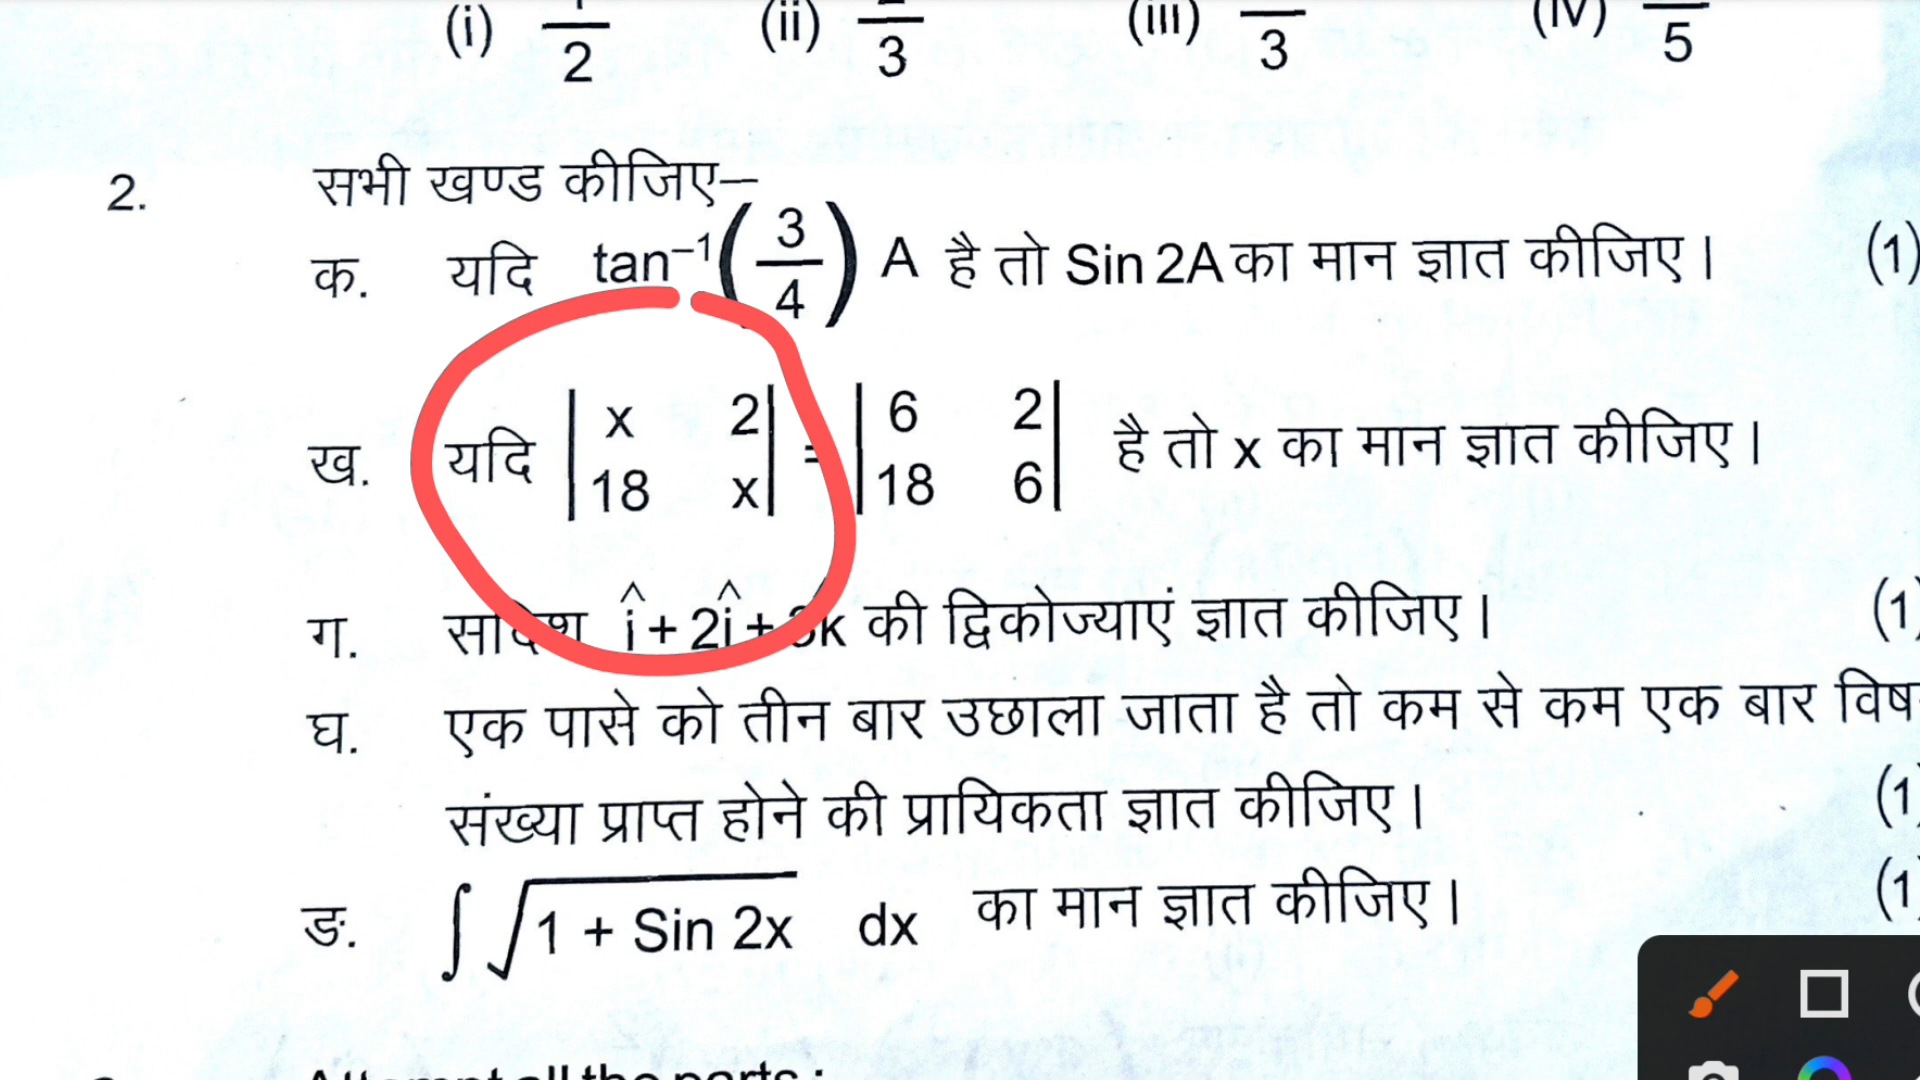 (i) 2 (ii) 3 (iii) 3 (iv) 5
2. सभी खण्ड कीजिए–
क. यदि tan⁻¹(3/4) A है तो Sin 2A का मान ज्ञात कीजिए। (1)
ख. यदि |x 2| = |6 2| है तो x का मान ज्ञात कीजिए।
|18 x| |18 6|
ग. सदिश î + 2î + 3k की द्विकोज्याएं ज्ञात कीजिए। (1)
घ. एक पासे को तीन बार उछाला जाता है तो कम से कम एक बार
संख्या प्राप्त होने की प्रायिकता ज्ञात कीजिए। (1)
ङ. ∫ √1 + Sin 2x dx का मान ज्ञात कीजिए। (1)